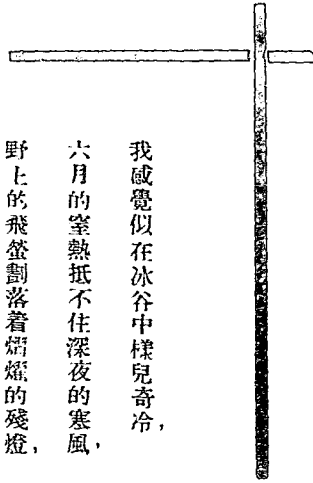 我感覺似在冰谷中樣兒奇冷，
六月的窒熱抵不住深夜的寒風，
野上的飛螢劃落着熠燿的殘燈，